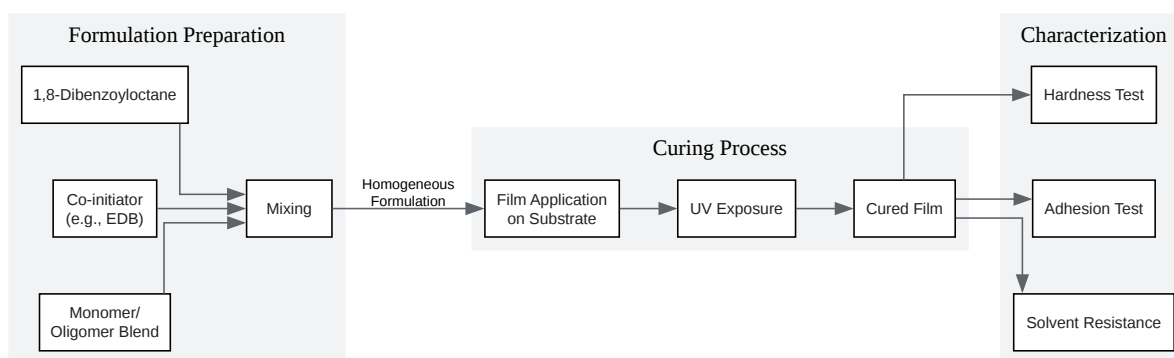 Formulation Preparation
1,8-Dibenzoyloctane
Co-initiator
(e.g., EDB)
Monomer/
Oligomer Blend
Mixing
Homogeneous
Formulation
Curing Process
Film Application
on Substrate
UV Exposure
Cured Film
Characterization
Hardness Test
Adhesion Test
Solvent Resistance